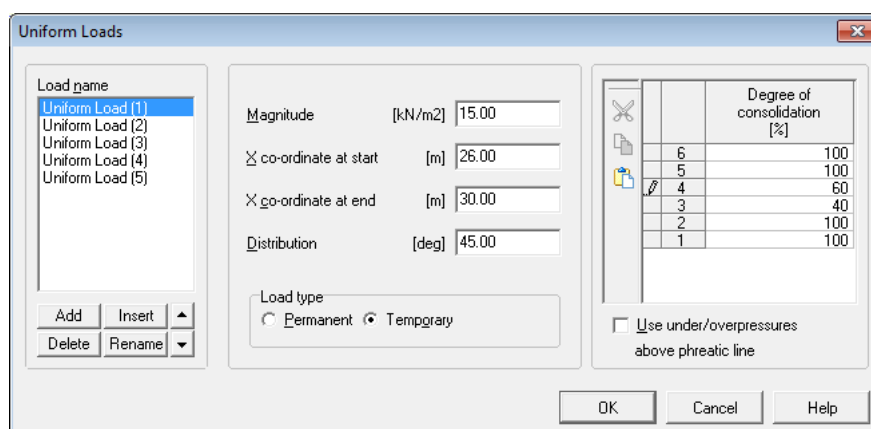 Uniform Loads
Load name
Uniform Load (1)
Uniform Load (2)
Uniform Load (3)
Uniform Load (4)
Uniform Load (5)
Add Insert
Delete Rename
Magnitude [kN/m2] 15.00
X co-ordinate at start [m] 26.00
X co-ordinate at end [m] 30.00
Distribution [deg] 45.00
Load type
Permanent Temporary
Degree of
consolidation
[%]
6 100
5 100
4 60
3 40
2 100
1 100
Use under/overpressures
above phreatic line
OK Cancel Help